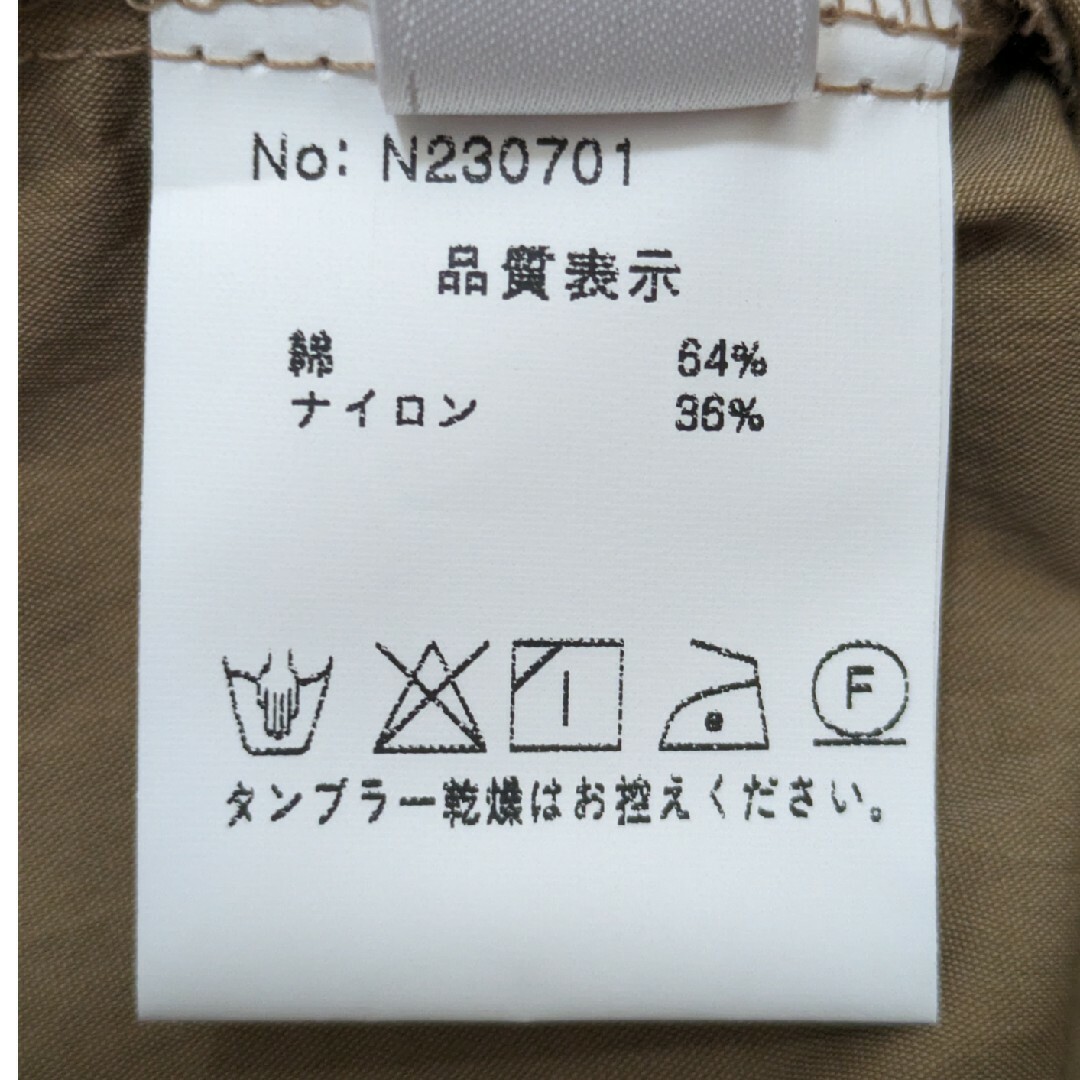 No: N230701
品質表示
綿 64%
ナイロン 36%
F
タンブラー乾燥はお控えください。